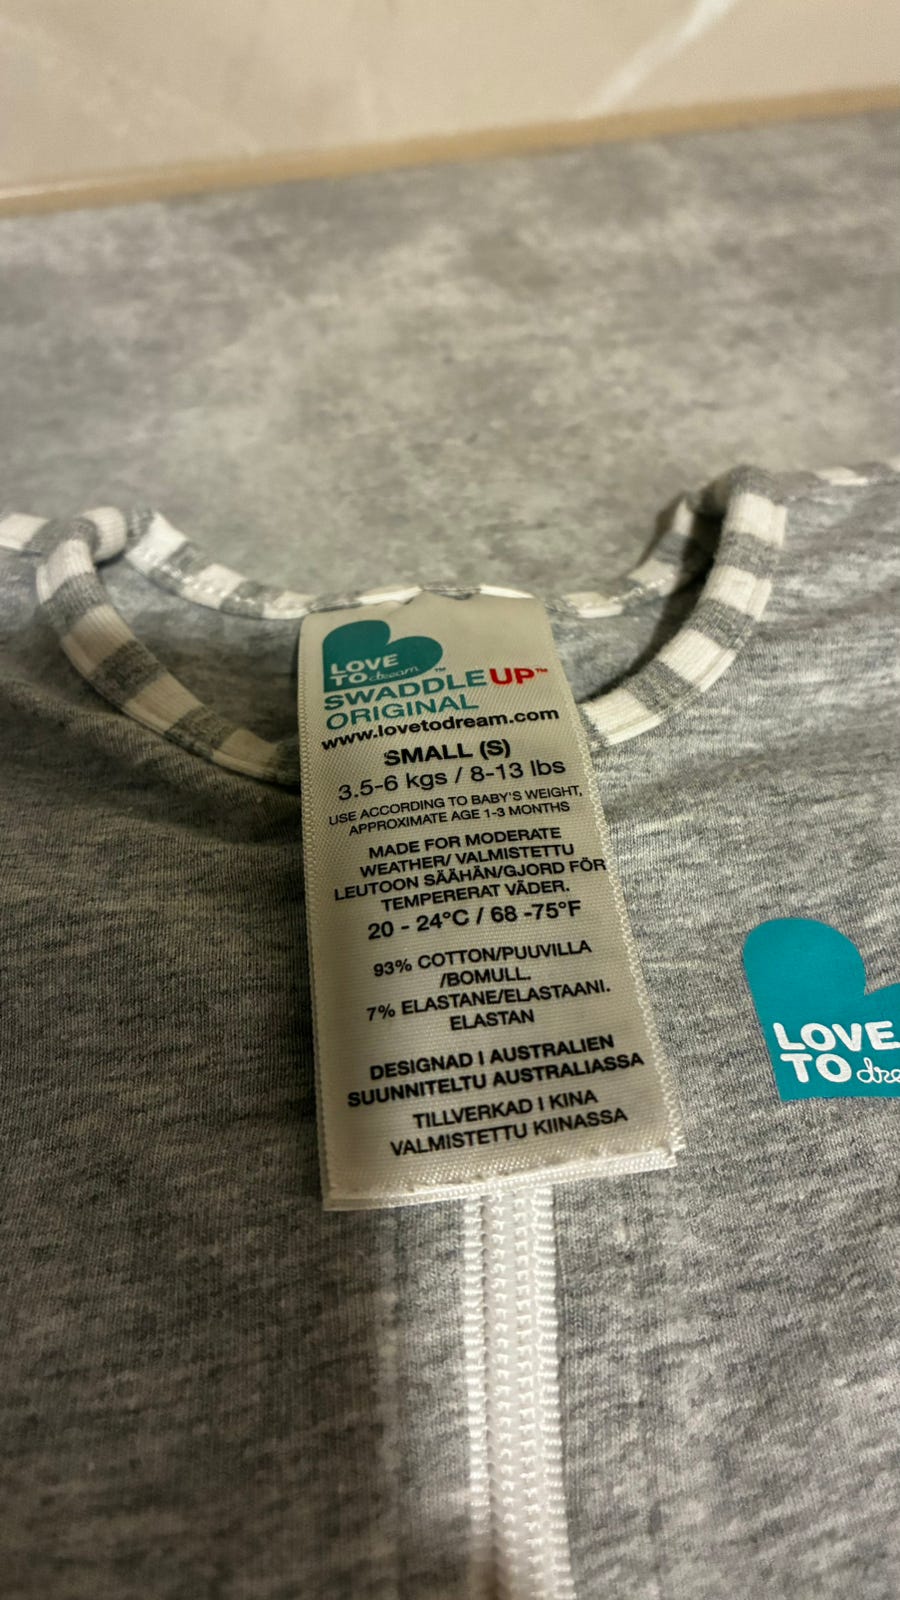 LOVE
TO dream™
SWADDLEUP™
ORIGINAL
www.lovetodream.com
SMALL (S)
3.5-6 kgs / 8-13 lbs
USE ACCORDING TO BABY'S WEIGHT,
APPROXIMATE AGE 1-3 MONTHS
MADE FOR MODERATE
WEATHER/ VALMISTETTU
LEUTOON SÄÄHÄN/GJORD FÖR
TEMPERERAT VÄDER.
20 - 24°C / 68 -75°F
93% COTTON/PUUVILLA
/BOMULL.
7% ELASTANE/ELASTAANI.
ELASTAN
DESIGNAD I AUSTRALIEN
SUUNNITELTU AUSTRALIASSA
TILLVERKAD I KINA
VALMISTETTU KIINASSA
LOVE
TO dre